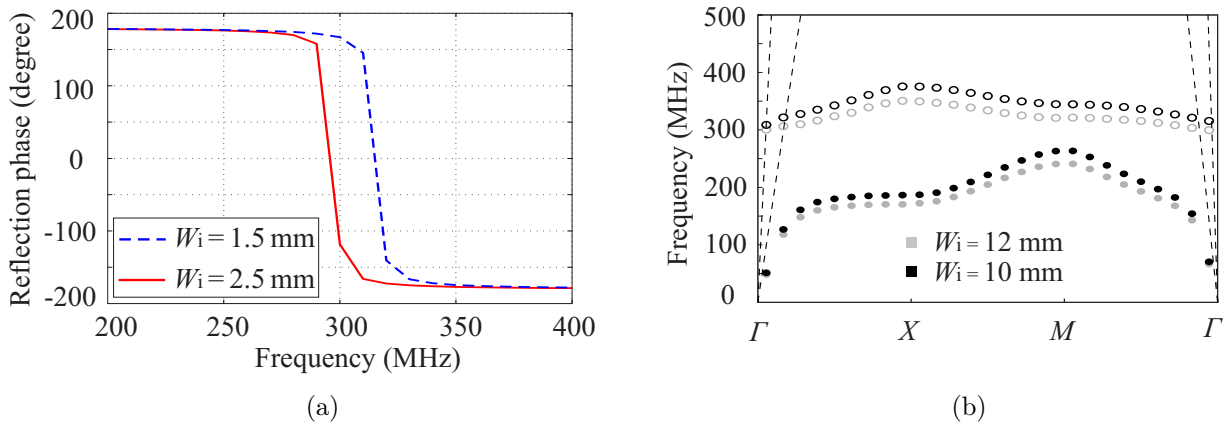 200
100
0
-100
-200
Reflection phase (degree)
Wi = 1.5 mm
Wi = 2.5 mm
200 250 300 350 400
Frequency (MHz)
(a)
500
400
300
200
100
0
Frequency (MHz)
Wi = 12 mm
Wi = 10 mm
Γ X M Γ
(b)